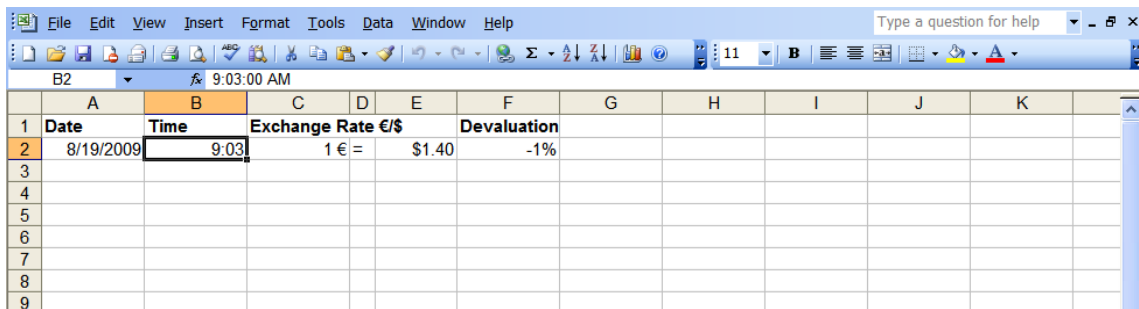 File Edit View Insert Format Tools Data Window Help Type a question for help
ABC Σ A Z Z A 11 B a A
B2 fx 9:03:00 AM
A B C D E F G H I J K
1 Date Time Exchange Rate €/$ Devaluation
2 8/19/2009 9:03 1 € = $1.40 -1%
3
4
5
6
7
8
9